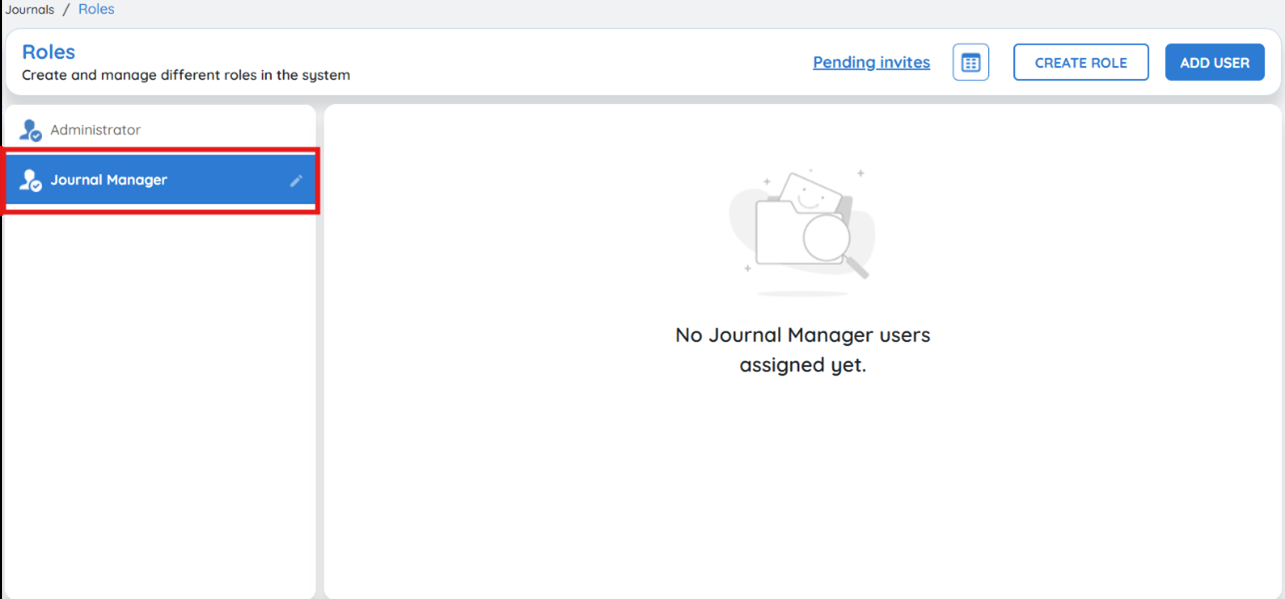 Journals / Roles
Roles
Create and manage different roles in the system
Pending invites
CREATE ROLE
ADD USER
Administrator
Journal Manager
No Journal Manager users
assigned yet.